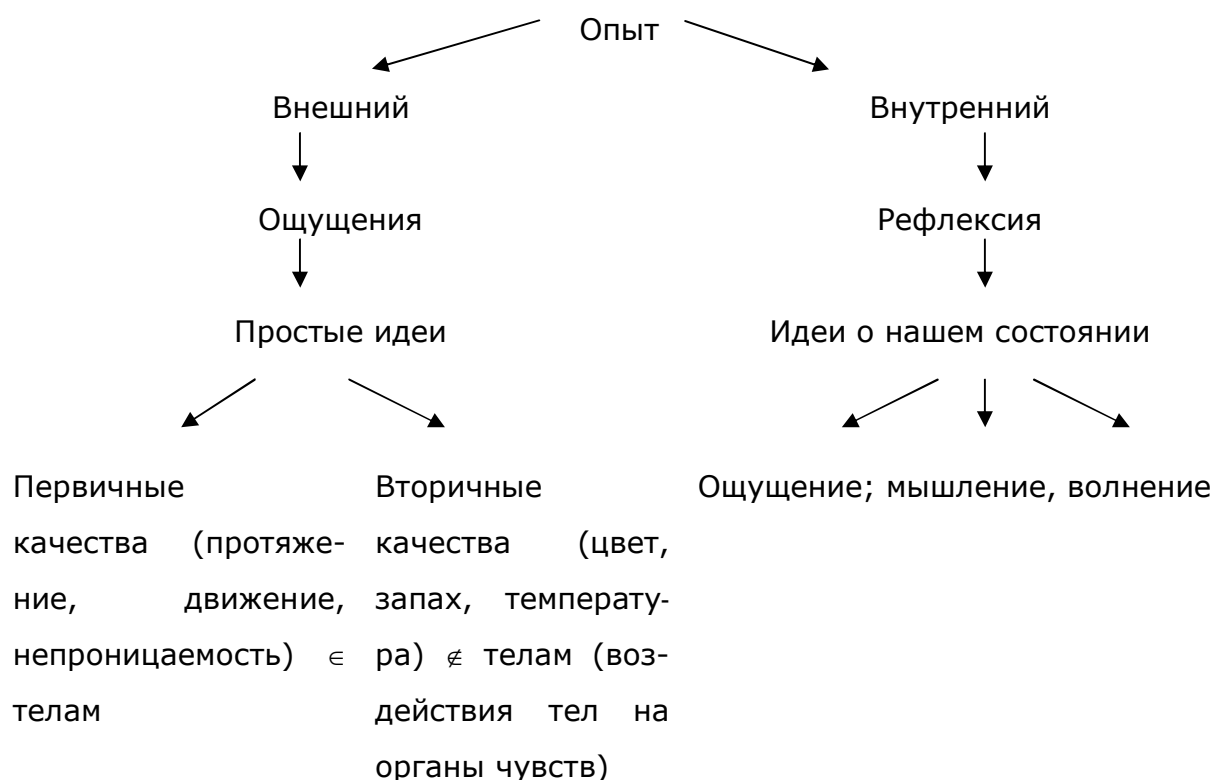 Опыт
Внешний
Внутренний
Ощущения
Рефлексия
Простые идеи
Идеи о нашем состоянии
Первичные
качества (протяже-
ние, движение,
непроницаемость) ∈
телам
Вторичные
качества (цвет,
запах, температу-
ра) ∉ телам (воз-
действия тел на
органы чувств)
Ощущение; мышление, волнение